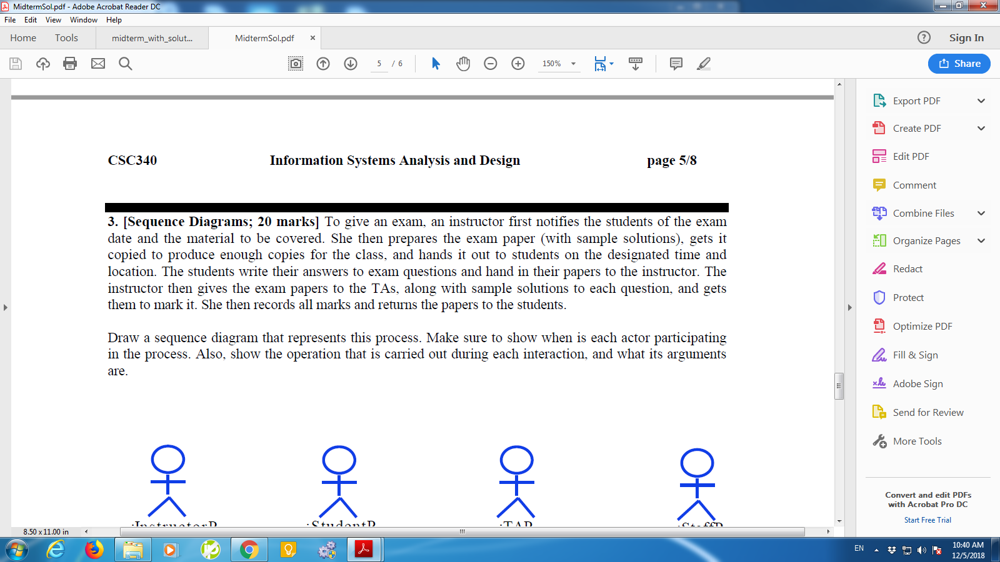 MidtermSol.pdf - Adobe Acrobat Reader DC
File Edit View Window Help
Home Tools midterm_with_solut... MidtermSol.pdf × ? Sign In
5 / 6 150% Share
CSC340 Information Systems Analysis and Design page 5/8
3. [Sequence Diagrams; 20 marks] To give an exam, an instructor first notifies the students of the exam
date and the material to be covered. She then prepares the exam paper (with sample solutions), gets it
copied to produce enough copies for the class, and hands it out to students on the designated time and
location. The students write their answers to exam questions and hand in their papers to the instructor. The
instructor then gives the exam papers to the TAs, along with sample solutions to each question, and gets
them to mark it. She then records all marks and returns the papers to the students.
Draw a sequence diagram that represents this process. Make sure to show when is each actor participating
in the process. Also, show the operation that is carried out during each interaction, and what its arguments
are.
:InstructorP :StudentP :TAP :StaffP
8.50 x 11.00 in
Export PDF
Create PDF
Edit PDF
Comment
Combine Files
Organize Pages
Redact
Protect
Optimize PDF
Fill & Sign
Adobe Sign
Send for Review
More Tools
Convert and edit PDFs
with Acrobat Pro DC
Start Free Trial
EN
10:40 AM
12/5/2018